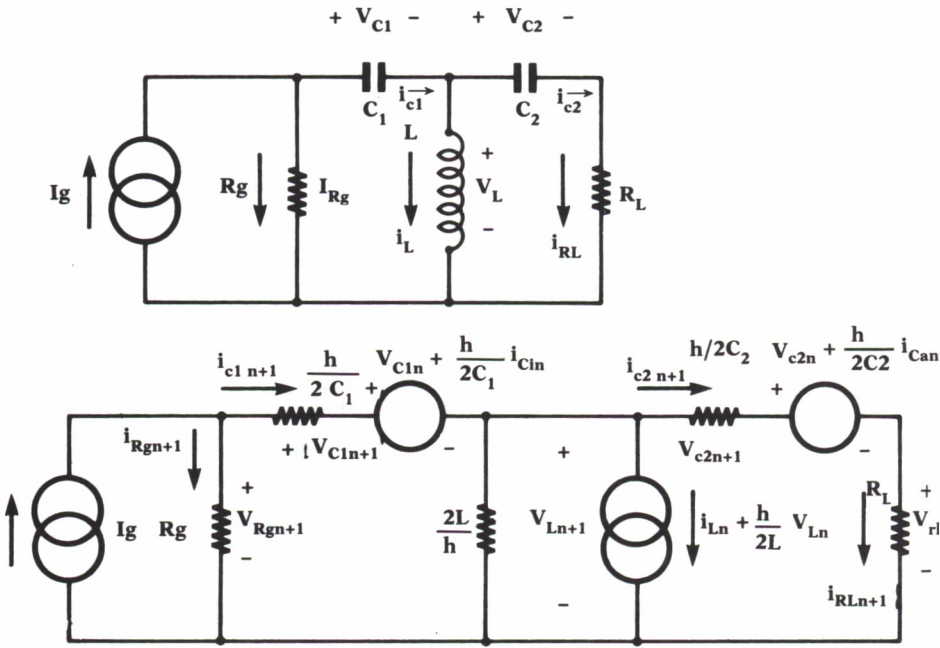 + V_C1 - + V_C2 -
i_c1 i_c2
C_1 L C_2
Ig Rg I_Rg + V_L - R_L
i_L i_RL
i_c1 n+1 h/2 C_1 + V_C1n + h/2C_1 i_Cin - i_c2 n+1 h/2C_2 + V_c2n + h/2C2 i_Can -
i_Rgn+1 + V_C1n+1 V_c2n+1
Ig Rg + V_Rgn+1 - 2L/h + V_Ln+1 - i_Ln + h/2L V_Ln R_L +
i_RLn+1 -